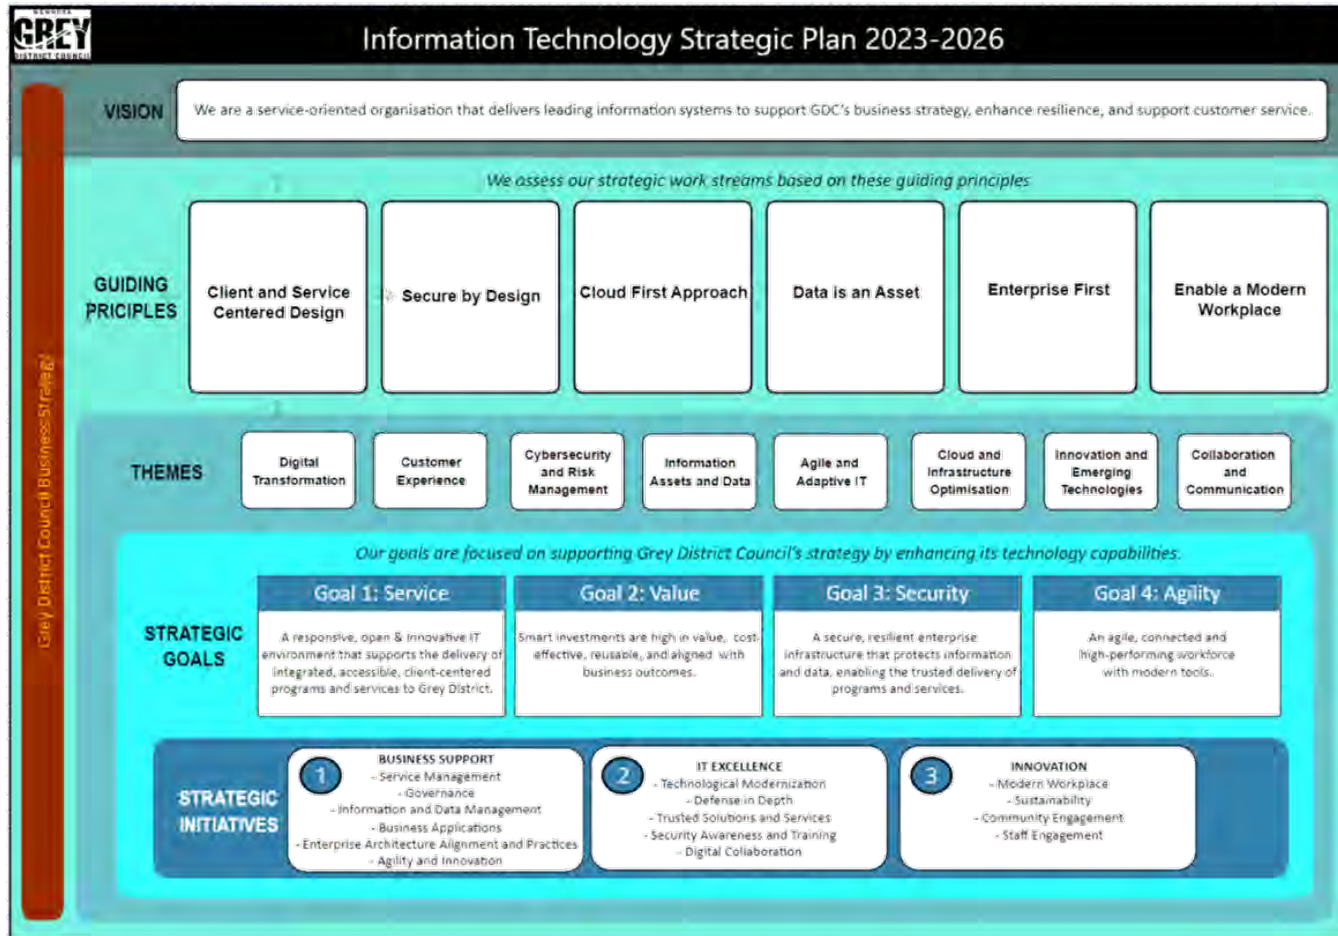 GREY
DISTRICT COUNCIL
Information Technology Strategic Plan 2023-2026
Grey District Council Business Strategy
VISION
We are a service-oriented organisation that delivers leading information systems to support GDC's business strategy, enhance resilience, and support customer service.
We assess our strategic work streams based on these guiding principles
GUIDING
PRICIPLES
Client and Service
Centered Design
Secure by Design
Cloud First Approach
Data is an Asset
Enterprise First
Enable a Modern
Workplace
THEMES
Digital
Transformation
Customer
Experience
Cybersecurity
and Risk
Management
Information
Assets and Data
Agile and
Adaptive IT
Cloud and
Infrastructure
Optimisation
Innovation and
Emerging
Technologies
Collaboration
and
Communication
Our goals are focused on supporting Grey District Council's strategy by enhancing its technology capabilities.
STRATEGIC
GOALS
Goal 1: Service
A responsive, open & innovative IT
environment that supports the delivery of
integrated, accessible, client-centered
programs and services to Grey District.
Goal 2: Value
Smart investments are high in value, cost-
effective, reusable, and aligned with
business outcomes.
Goal 3: Security
A secure, resilient enterprise
infrastructure that protects information
and data, enabling the trusted delivery of
programs and services.
Goal 4: Agility
An agile, connected and
high-performing workforce
with modern tools.
STRATEGIC
INITIATIVES
1
BUSINESS SUPPORT
- Service Management
- Governance
- Information and Data Management
- Business Applications
- Enterprise Architecture Alignment and Practices
- Agility and Innovation
2
IT EXCELLENCE
- Technological Modernization
- Defense in Depth
- Trusted Solutions and Services
- Security Awareness and Training
- Digital Collaboration
3
INNOVATION
- Modern Workplace
- Sustainability
- Community Engagement
- Staff Engagement